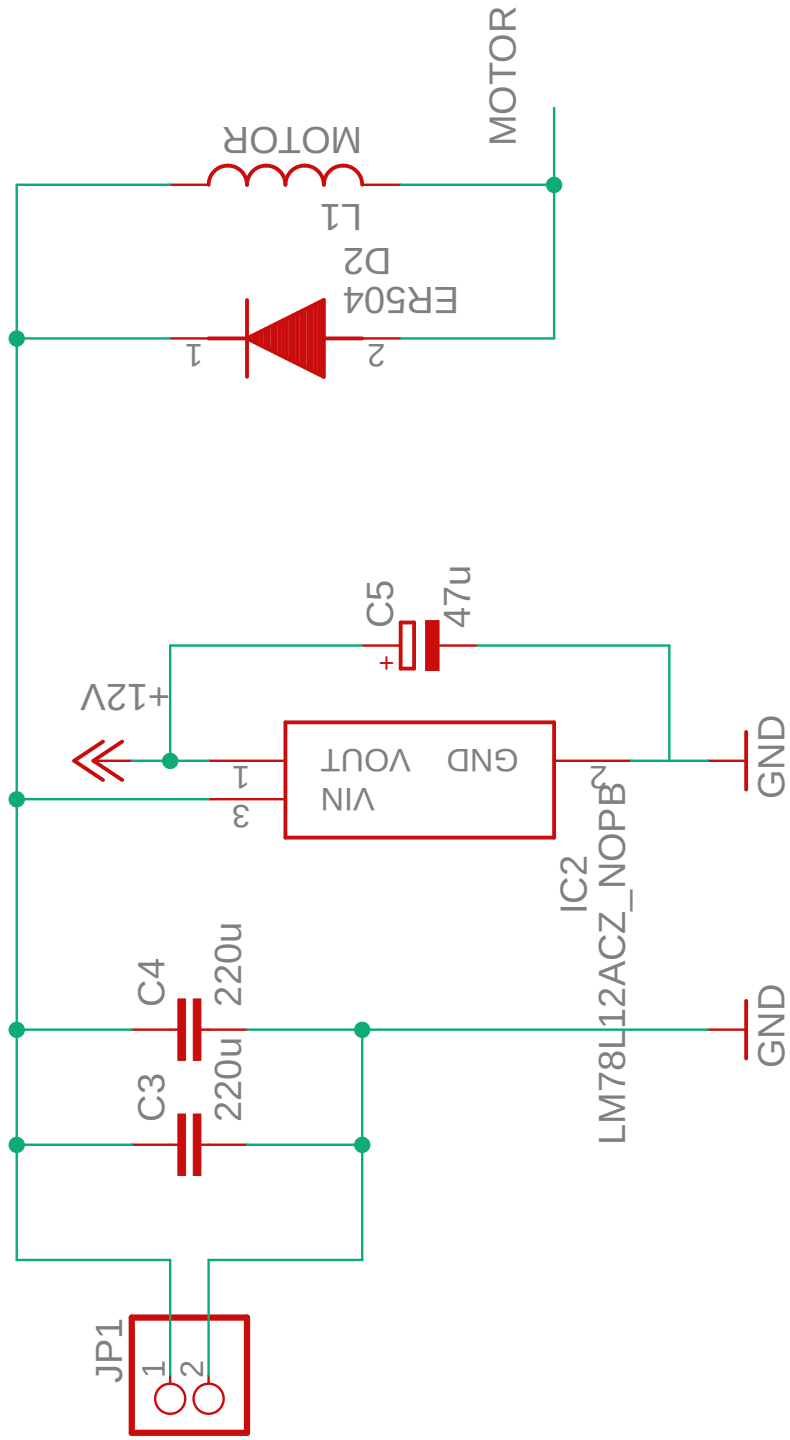 MOTOR
MOTOR
L1
D2
ER504
1
2
C5
47u
+12V
1
VOUT
GND
2
3
VIN
GND
IC2
LM78L12ACZ_NOPB
C4
220u
GND
C3
220u
JP1
1
2